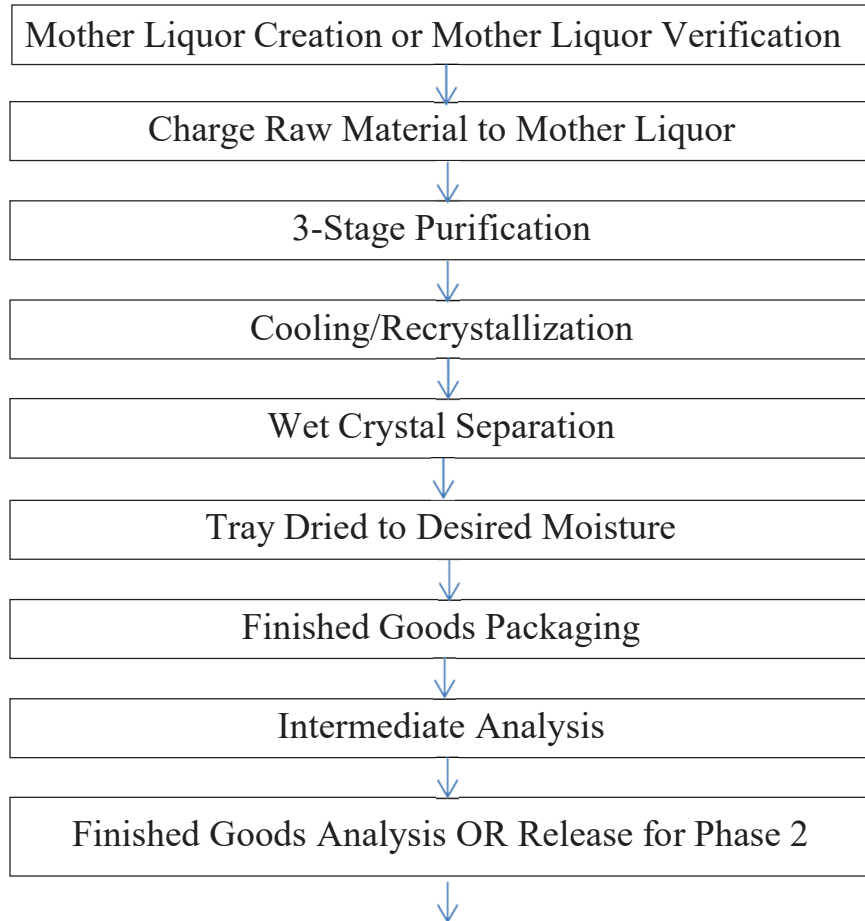 Mother Liquor Creation or Mother Liquor Verification
Charge Raw Material to Mother Liquor
3-Stage Purification
Cooling/Recrystallization
Wet Crystal Separation
Tray Dried to Desired Moisture
Finished Goods Packaging
Intermediate Analysis
Finished Goods Analysis OR Release for Phase 2